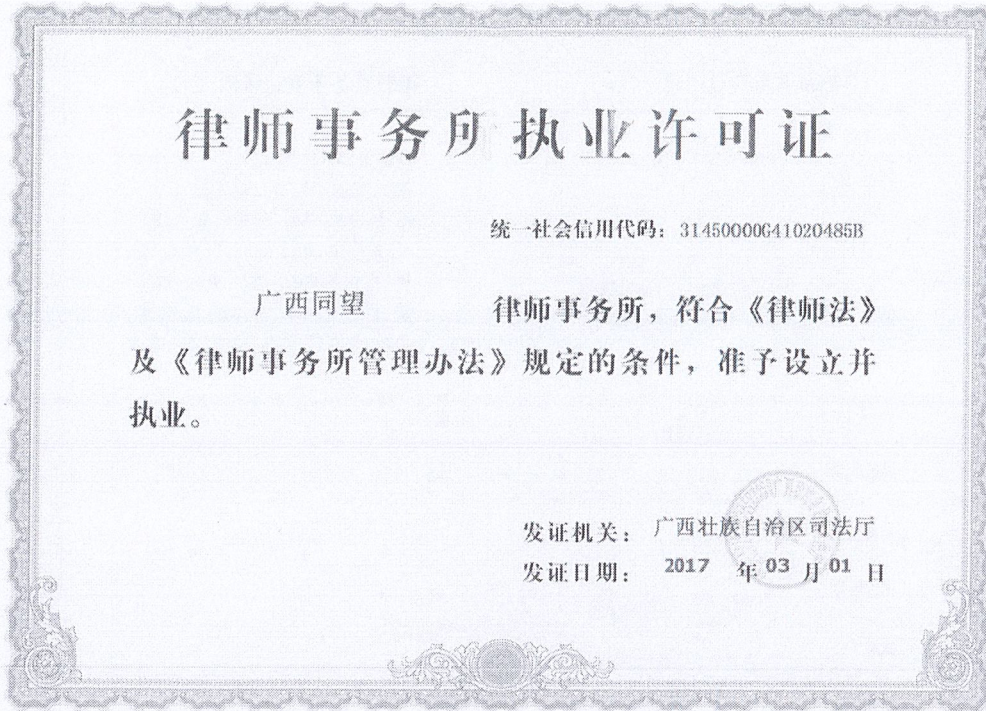 律师事务所执业许可证
统一社会信用代码：31450000G41020485B
广西同望 律师事务所，符合《律师法》
及《律师事务所管理办法》规定的条件，准予设立并
执业。
发证机关：广西壮族自治区司法厅
发证日期：2017 年 03 月 01 日